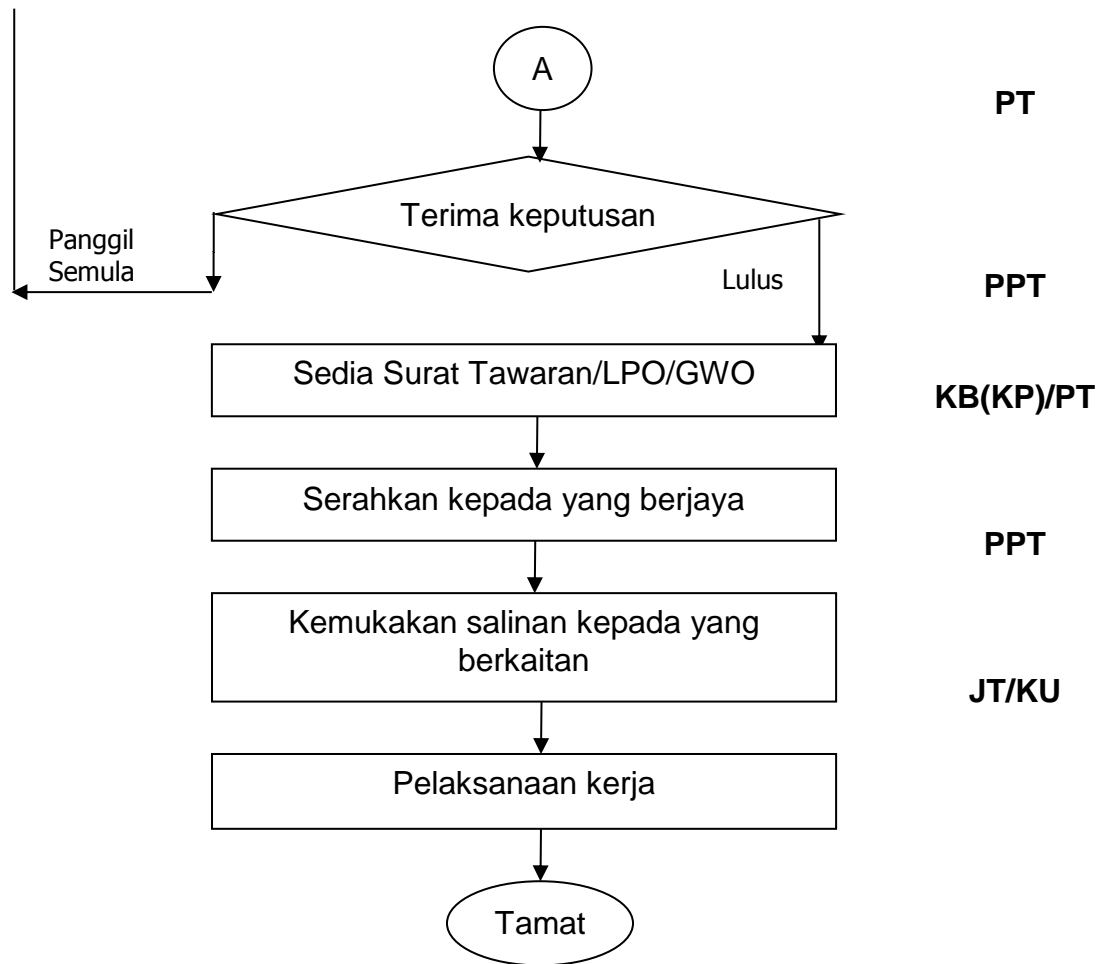 A
PT
Terima keputusan
Panggil
Semula
Lulus
PPT
Sedia Surat Tawaran/LPO/GWO
KB(KP)/PT
Serahkan kepada yang berjaya
PPT
Kemukakan salinan kepada yang
berkaitan
JT/KU
Pelaksanaan kerja
Tamat